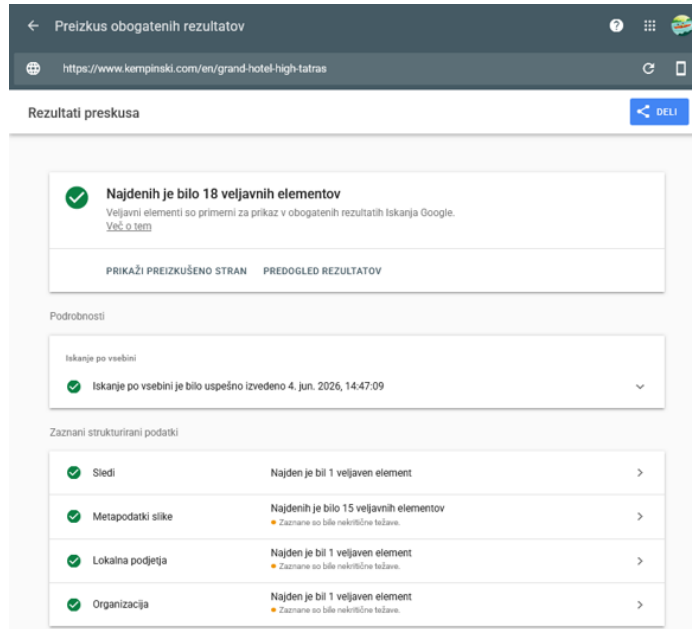 Preizkus obogatenih rezultatov
https://www.kempinski.com/en/grand-hotel-high-tatras
Rezultati preskusa
DELI
Najdenih je bilo 18 veljavnih elementov
Veljavni elementi so primerni za prikaz v obogatenih rezultatih Iskanja Google.
Več o tem
PRIKAŽI PREIZKUŠENO STRAN PREDOGLED REZULTATOV
Podrobnosti
Iskanje po vsebini
Iskanje po vsebini je bilo uspešno izvedeno 4. jun. 2026, 14:47:09
Zaznani strukturirani podatki
Sledi Najden je bil 1 veljaven element
Metapodatki slike Najdenih je bilo 15 veljavnih elementov
Zaznane so bile nekritične težave.
Lokalna podjetja Najden je bil 1 veljaven element
Zaznane so bile nekritične težave.
Organizacija Najden je bil 1 veljaven element
Zaznane so bile nekritične težave.